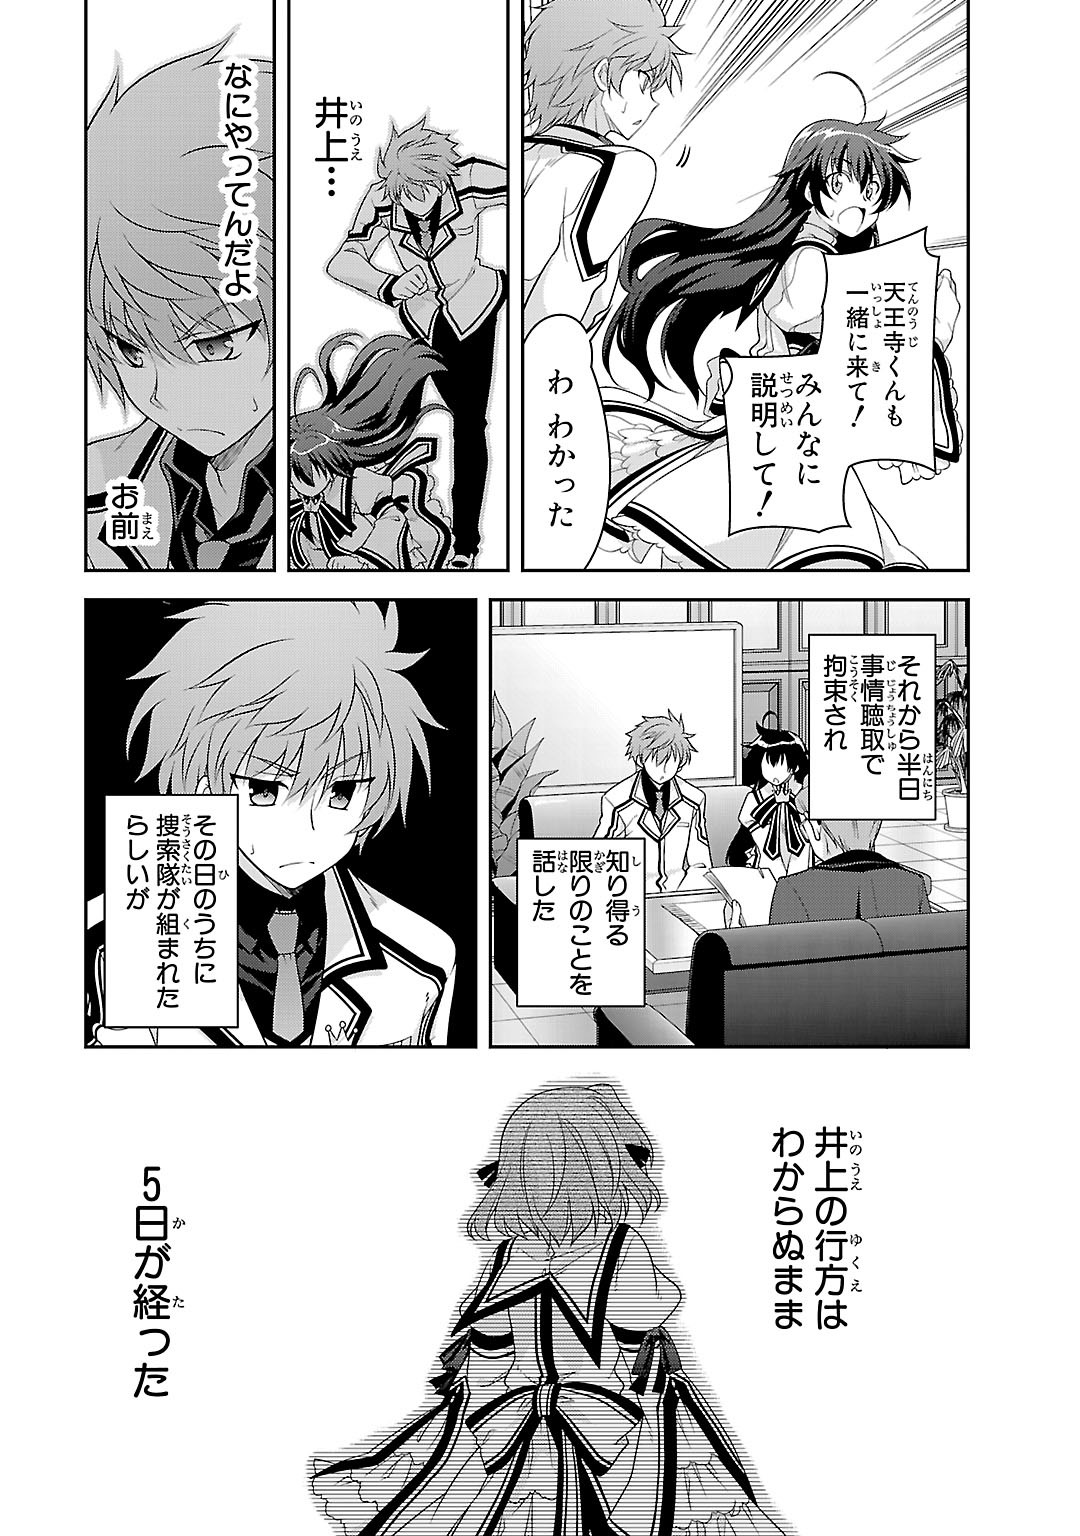 天王寺くんも
一緒に来て!
みんなに
説明して!
わ わかった
井上…
なにやってんだよ
お前
それから半日
事情聴取で
拘束され
知り得る
限りのことを
話した
その日のうちに
捜索隊が組まれた
らしいが
井上の行方は
わからぬまま
5日が経った